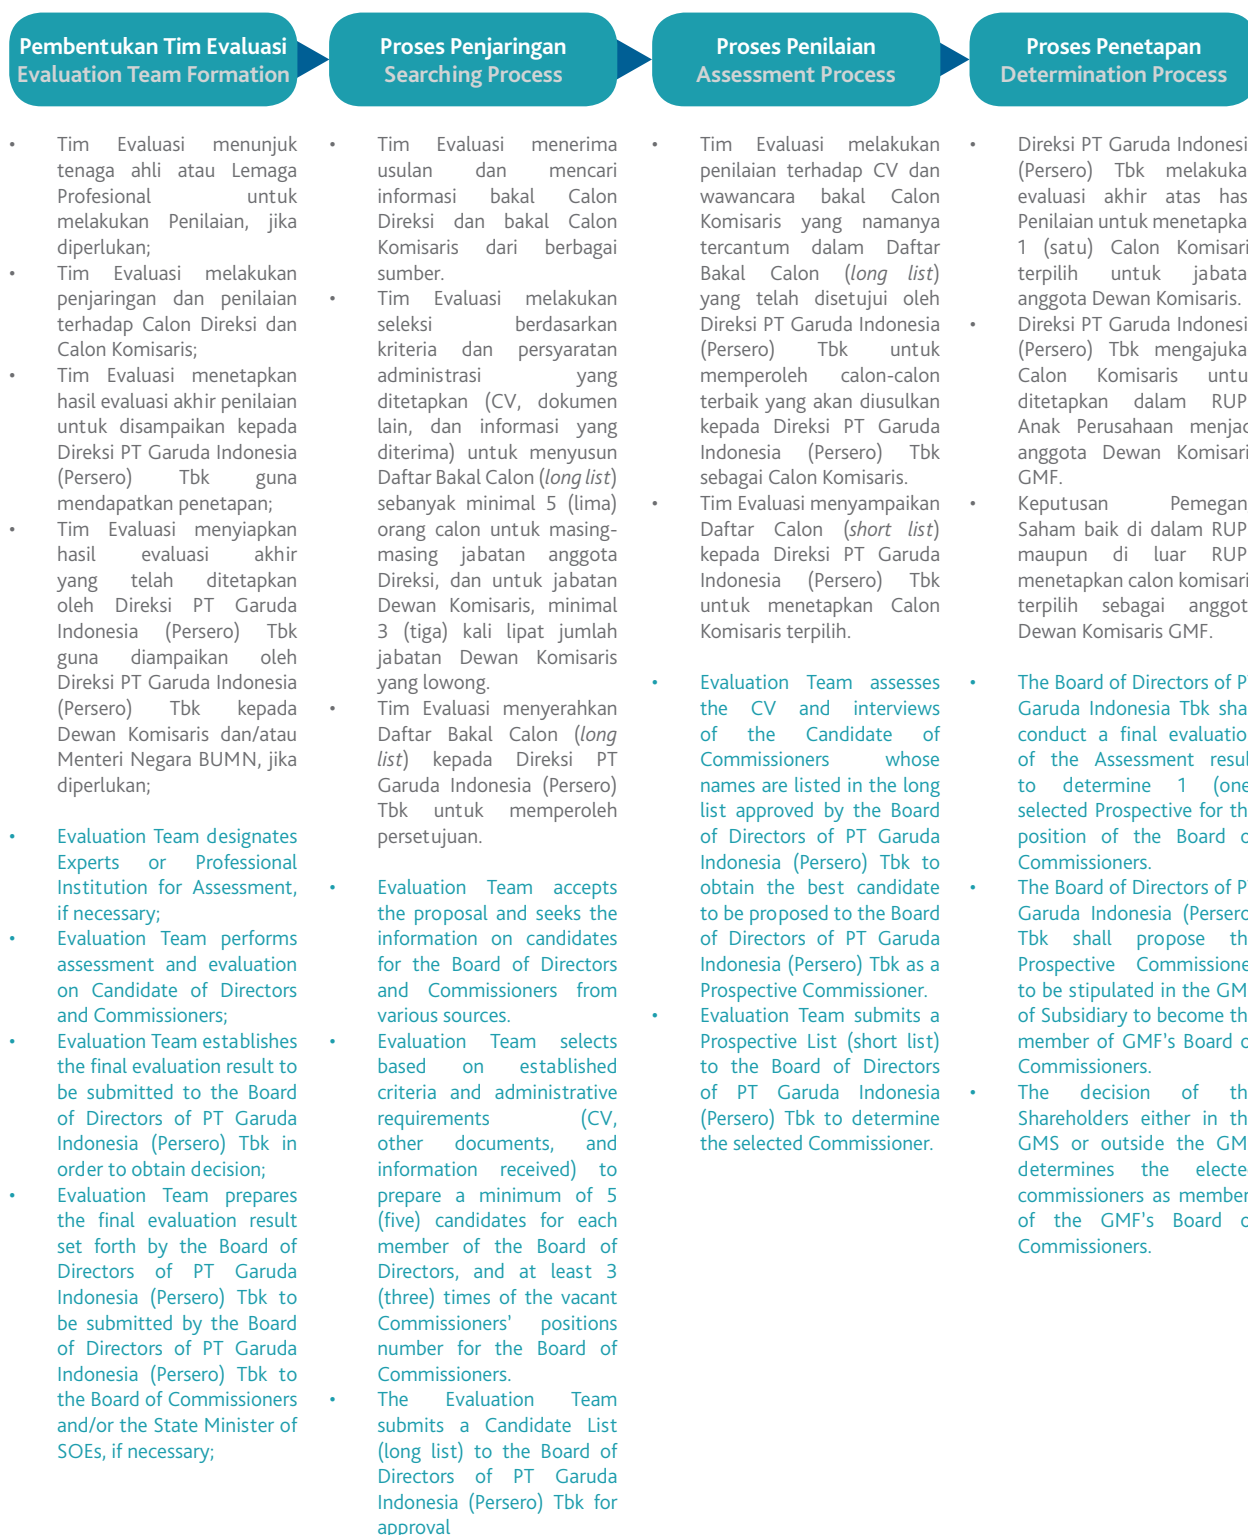 Pembentukan Tim Evaluasi
Evaluation Team Formation
Proses Penjaringan
Searching Process
Proses Penilaian
Assessment Process
Proses Penetapan
Determination Process
• Tim Evaluasi menunjuk
tenaga ahli atau Lemaga
Profesional untuk
melakukan Penilaian, jika
diperlukan;
• Tim Evaluasi melakukan
penjaringan dan penilaian
terhadap Calon Direksi dan
Calon Komisaris;
• Tim Evaluasi menetapkan
hasil evaluasi akhir penilaian
untuk disampaikan kepada
Direksi PT Garuda Indonesia
(Persero) Tbk guna
mendapatkan penetapan;
• Tim Evaluasi menyiapkan
hasil evaluasi akhir
yang telah ditetapkan
oleh Direksi PT Garuda
Indonesia (Persero) Tbk
guna diampaikan oleh
Direksi PT Garuda Indonesia
(Persero) Tbk kepada
Dewan Komisaris dan/atau
Menteri Negara BUMN, jika
diperlukan;
• Evaluation Team designates
Experts or Professional
Institution for Assessment,
if necessary;
• Evaluation Team performs
assessment and evaluation
on Candidate of Directors
and Commissioners;
• Evaluation Team establishes
the final evaluation result to
be submitted to the Board
of Directors of PT Garuda
Indonesia (Persero) Tbk in
order to obtain decision;
• Evaluation Team prepares
the final evaluation result
set forth by the Board of
Directors of PT Garuda
Indonesia (Persero) Tbk to
be submitted by the Board
of Directors of PT Garuda
Indonesia (Persero) Tbk to
the Board of Commissioners
and/or the State Minister of
SOEs, if necessary;
• Tim Evaluasi menerima
usulan dan mencari
informasi bakal Calon
Direksi dan bakal Calon
Komisaris dari berbagai
sumber.
• Tim Evaluasi melakukan
seleksi berdasarkan
kriteria dan persyaratan
administrasi yang
ditetapkan (CV, dokumen
lain, dan informasi yang
diterima) untuk menyusun
Daftar Bakal Calon (long list)
sebanyak minimal 5 (lima)
orang calon untuk masing-
masing jabatan anggota
Direksi, dan untuk jabatan
Dewan Komisaris, minimal
3 (tiga) kali lipat jumlah
jabatan Dewan Komisaris
yang lowong.
• Tim Evaluasi menyerahkan
Daftar Bakal Calon (long
list) kepada Direksi PT
Garuda Indonesia (Persero)
Tbk untuk memperoleh
persetujuan.
• Evaluation Team accepts
the proposal and seeks the
information on candidates
for the Board of Directors
and Commissioners from
various sources.
• Evaluation Team selects
based on established
criteria and administrative
requirements (CV,
other documents, and
information received) to
prepare a minimum of 5
(five) candidates for each
member of the Board of
Directors, and at least 3
(three) times of the vacant
Commissioners' positions
number for the Board of
Commissioners.
• The Evaluation Team
submits a Candidate List
(long list) to the Board of
Directors of PT Garuda
Indonesia (Persero) Tbk for
approval
• Tim Evaluasi melakukan
penilaian terhadap CV dan
wawancara bakal Calon
Komisaris yang namanya
tercantum dalam Daftar
Bakal Calon (long list)
yang telah disetujui oleh
Direksi PT Garuda Indonesia
(Persero) Tbk untuk
memperoleh calon-calon
terbaik yang akan diusulkan
kepada Direksi PT Garuda
Indonesia (Persero) Tbk
sebagai Calon Komisaris.
• Tim Evaluasi menyampaikan
Daftar Calon (short list)
kepada Direksi PT Garuda
Indonesia (Persero) Tbk
untuk menetapkan Calon
Komisaris terpilih.
• Evaluation Team assesses
the CV and interviews
of the Candidate of
Commissioners whose
names are listed in the long
list approved by the Board
of Directors of PT Garuda
Indonesia (Persero) Tbk to
obtain the best candidate
to be proposed to the Board
of Directors of PT Garuda
Indonesia (Persero) Tbk as a
Prospective Commissioner.
• Evaluation Team submits a
Prospective List (short list)
to the Board of Directors
of PT Garuda Indonesia
(Persero) Tbk to determine
the selected Commissioner.
• Direksi PT Garuda Indonesi
(Persero) Tbk melakuka
evaluasi akhir atas has
Penilaian untuk menetapka
1 (satu) Calon Komisari
terpilih untuk jabata
anggota Dewan Komisaris.
• Direksi PT Garuda Indonesi
(Persero) Tbk mengajuka
Calon Komisaris untu
ditetapkan dalam RUP
Anak Perusahaan menjad
anggota Dewan Komisari
GMF.
• Keputusan Pemegan
Saham baik di dalam RUP
maupun di luar RUP
menetapkan calon komisari
terpilih sebagai anggot
Dewan Komisaris GMF.
• The Board of Directors of P
Garuda Indonesia Tbk sha
conduct a final evaluatio
of the Assessment resul
to determine 1 (one
selected Prospective for th
position of the Board o
Commissioners.
• The Board of Directors of P
Garuda Indonesia (Persero
Tbk shall propose th
Prospective Commissione
to be stipulated in the GM
of Subsidiary to become th
member of GMF's Board o
Commissioners.
• The decision of th
Shareholders either in th
GMS or outside the GM
determines the electe
commissioners as member
of the GMF's Board o
Commissioners.